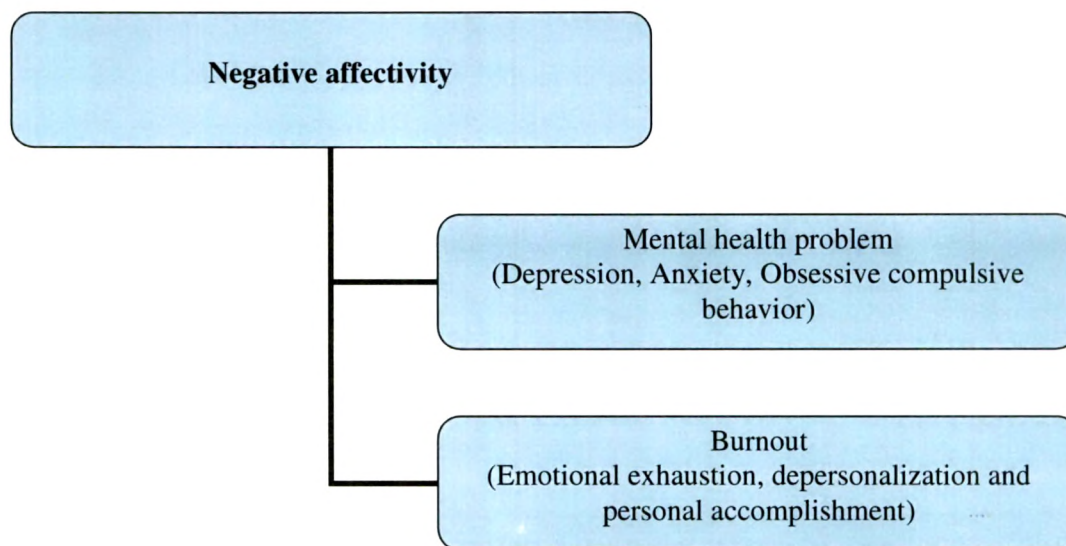 Negative affectivity
Mental health problem
(Depression, Anxiety, Obsessive compulsive
behavior)
Burnout
(Emotional exhaustion, depersonalization and
personal accomplishment)